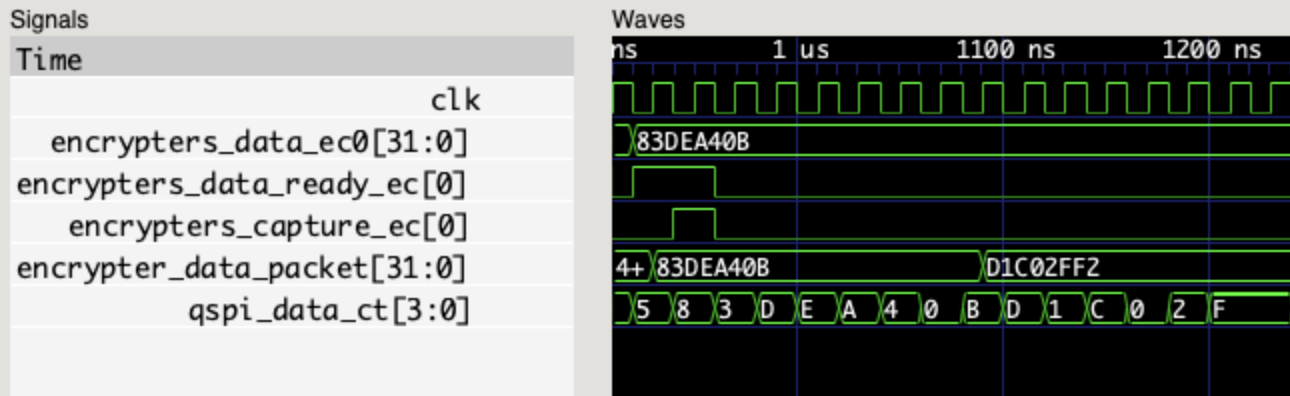 Signals
Waves
Time
ns 1 us 1100 ns 1200 ns
clk
encrypters_data_ec0[31:0] 83DEA40B
encrypters_data_ready_ec[0]
encrypters_capture_ec[0]
encrypter_data_packet[31:0] 4+ 83DEA40B D1C02FF2
qspi_data_ct[3:0] 5 8 3 D E A 4 0 B D 1 C 0 2 F